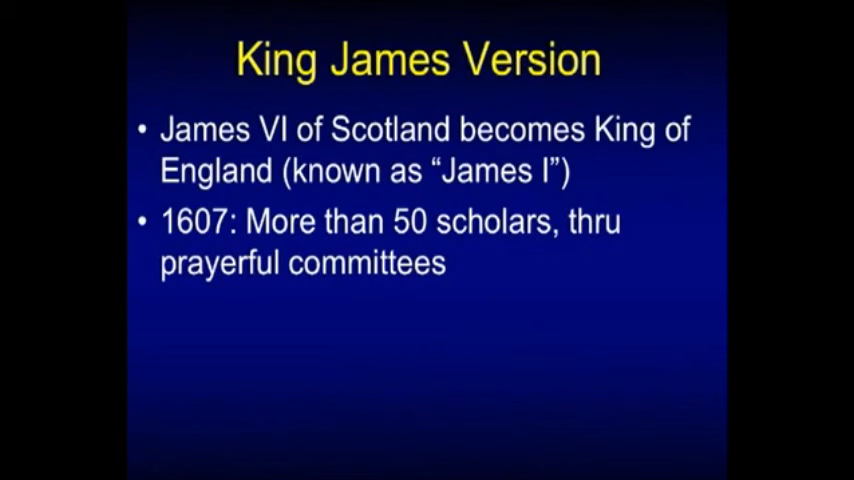 King James Version
• James VI of Scotland becomes King of
England (known as “James I”)
• 1607: More than 50 scholars, thru
prayerful committees